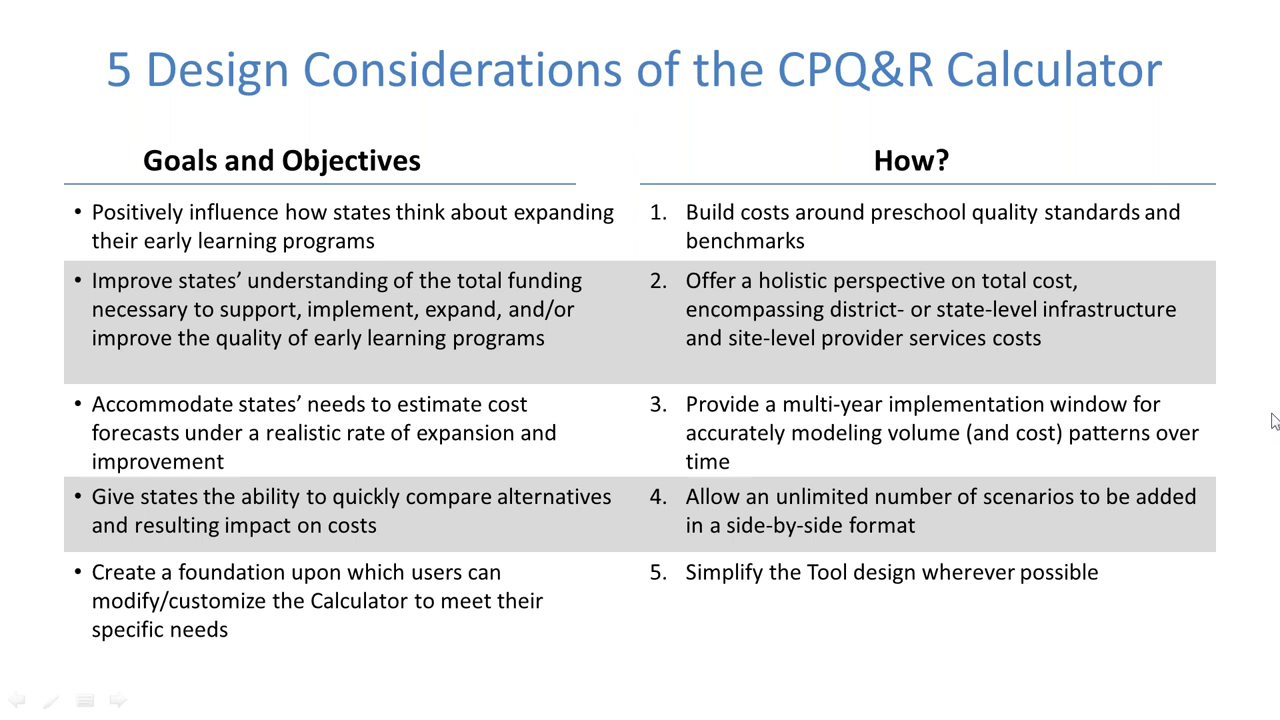 5 Design Considerations of the CPQ&R Calculator
Goals and Objectives
How?
• Positively influence how states think about expanding
their early learning programs
1. Build costs around preschool quality standards and
benchmarks
• Improve states’ understanding of the total funding
necessary to support, implement, expand, and/or
improve the quality of early learning programs
2. Offer a holistic perspective on total cost,
encompassing district- or state-level infrastructure
and site-level provider services costs
• Accommodate states’ needs to estimate cost
forecasts under a realistic rate of expansion and
improvement
3. Provide a multi-year implementation window for
accurately modeling volume (and cost) patterns over
time
• Give states the ability to quickly compare alternatives
and resulting impact on costs
4. Allow an unlimited number of scenarios to be added
in a side-by-side format
• Create a foundation upon which users can
modify/customize the Calculator to meet their
specific needs
5. Simplify the Tool design wherever possible